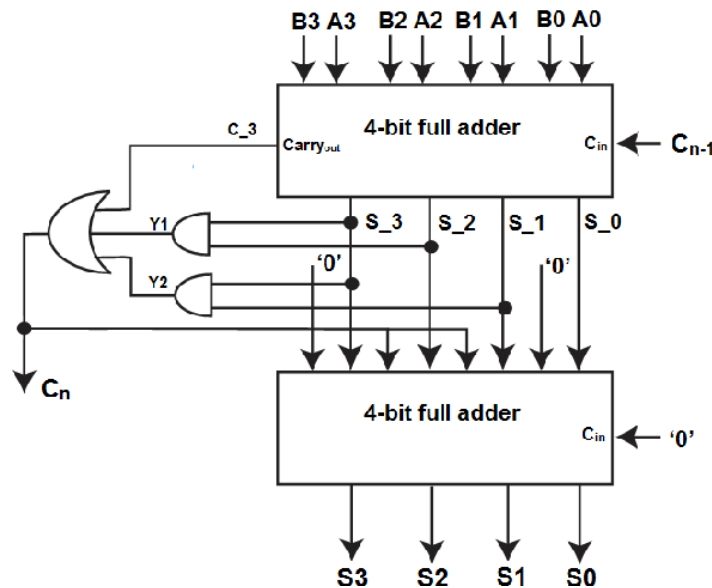 B3 A3 B2 A2 B1 A1 B0 A0
C_3
4-bit full adder
Carryout
Cin
Cn-1
Y1
S_3
S_2
S_1
S_0
'0'
'0'
Y2
Cn
4-bit full adder
Cin
'0'
S3 S2 S1 S0